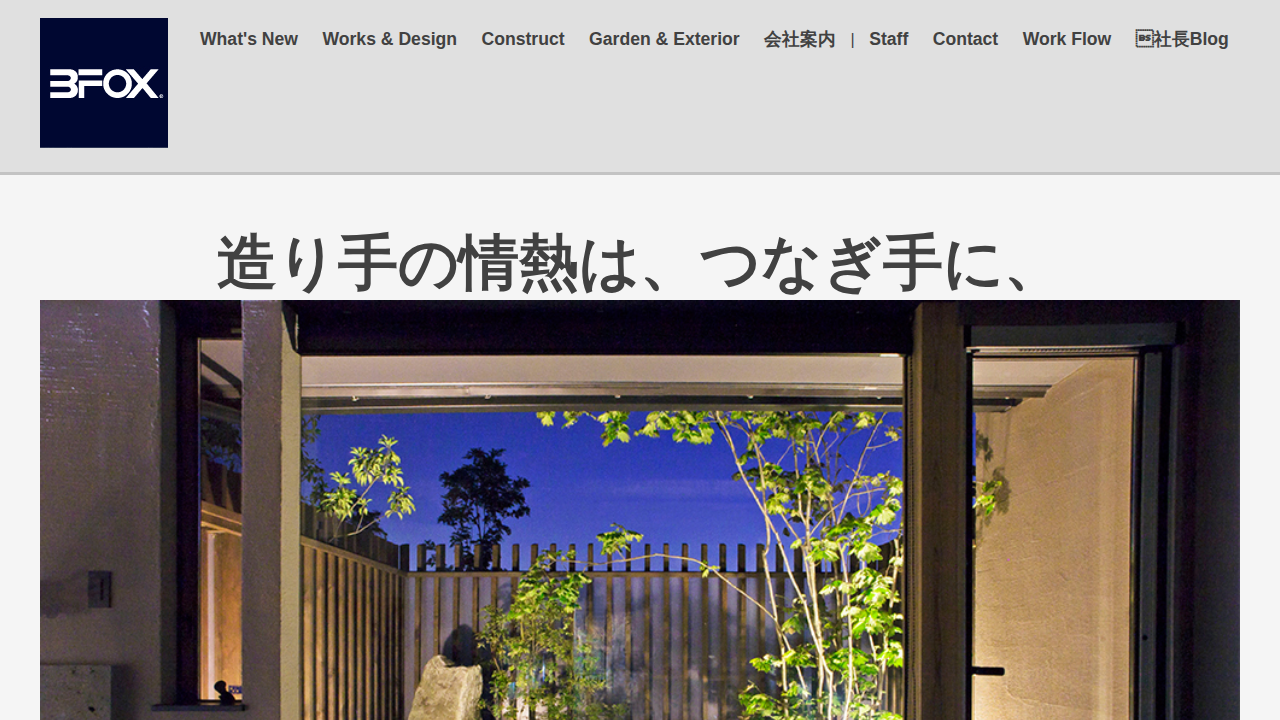 BFOX
What's New Works & Design Construct Garden & Exterior 会社案内 | Staff Contact Work Flow 社長Blog
造り手の情熱は、つなぎ手に、